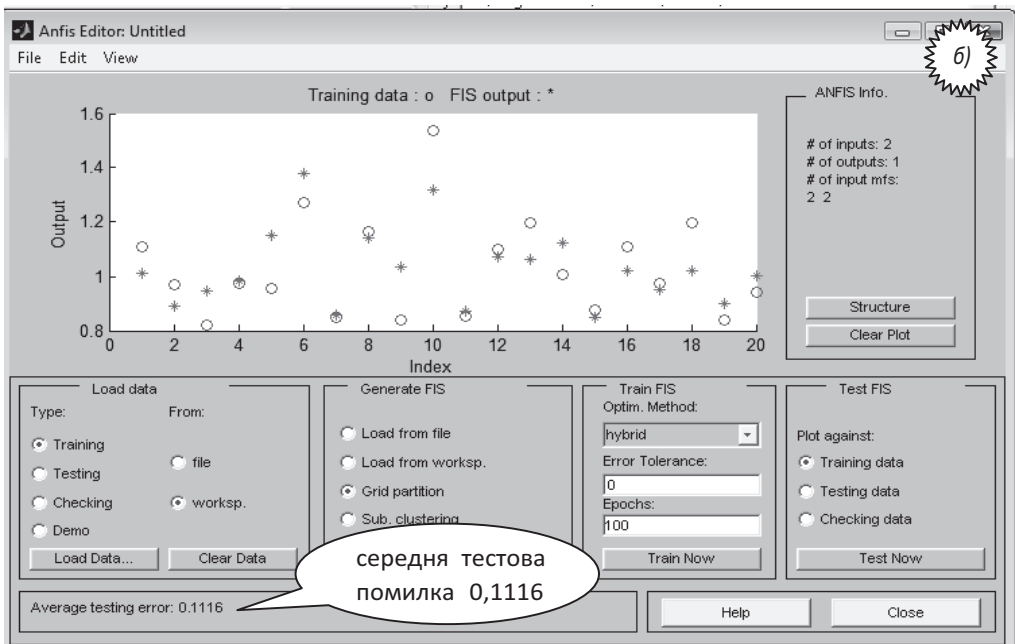 Anfis Editor: Untitled
File Edit View
б)
Training data : o FIS output : *
1.6
1.4
1.2
1
0.8
Output
0 2 4 6 8 10 12 14 16 18 20
Index
ANFIS Info.
# of inputs: 2
# of outputs: 1
# of input mfs:
2 2
Structure
Clear Plot
Load data
Type: From:
Training
Testing
Checking
Demo
file
worksp.
Load Data...
Clear Data
Generate FIS
Load from file
Load from worksp.
Grid partition
Sub. clustering
Train FIS
Optim. Method:
hybrid
Error Tolerance:
0
Epochs:
100
Train Now
Test FIS
Plot against:
Training data
Testing data
Checking data
Test Now
середня тестова
помилка 0,1116
Average testing error: 0.1116
Help
Close